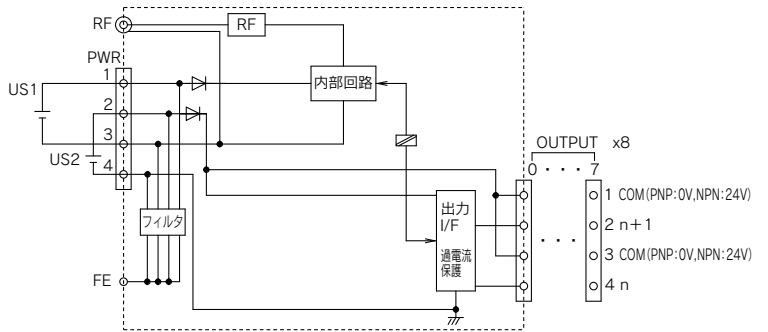 RF
RF
PWR
1
US1
2
3
US2
4
FE
フィルタ
内部回路
出力
I/F
過電流
保護
OUTPUT x8
0 ・・・ 7
1 COM(PNP:0V,NPN:24V)
2 n+1
・・・
3 COM(PNP:0V,NPN:24V)
4 n